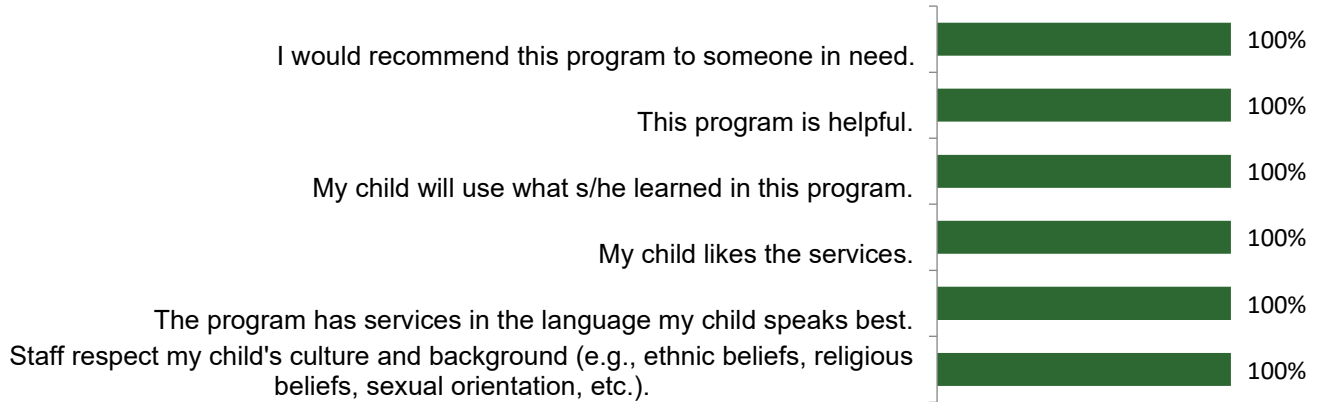 I would recommend this program to someone in need.
100%
This program is helpful.
100%
My child will use what s/he learned in this program.
100%
My child likes the services.
100%
The program has services in the language my child speaks best.
100%
Staff respect my child's culture and background (e.g., ethnic beliefs, religious
beliefs, sexual orientation, etc.).
100%